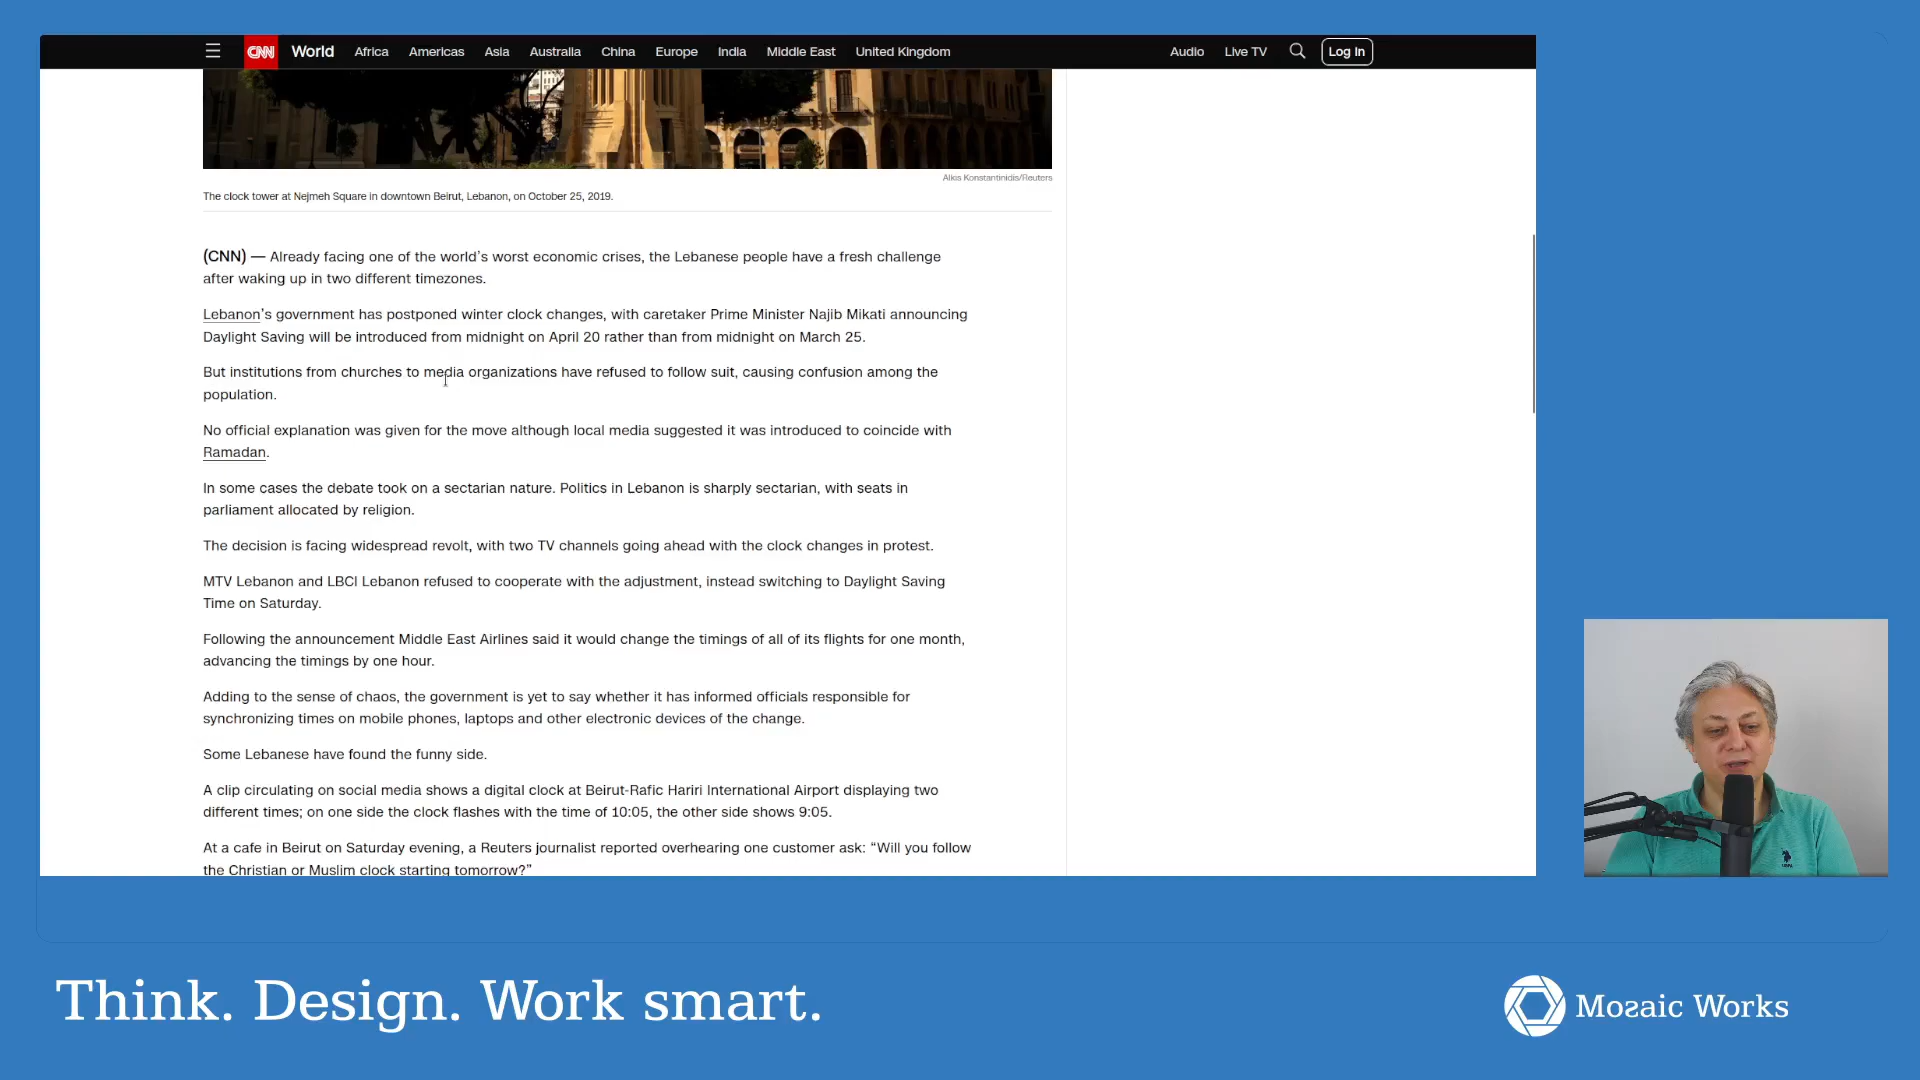 CNN World Africa Americas Asia Australia China Europe India Middle East United Kingdom Audio Live TV Log In
Alkis Konstantinidis/Reuters
The clock tower at Nejmeh Square in downtown Beirut, Lebanon, on October 25, 2019.
(CNN) — Already facing one of the world’s worst economic crises, the Lebanese people have a fresh challenge
after waking up in two different timezones.
Lebanon’s government has postponed winter clock changes, with caretaker Prime Minister Najib Mikati announcing
Daylight Saving will be introduced from midnight on April 20 rather than from midnight on March 25.
But institutions from churches to media organizations have refused to follow suit, causing confusion among the
population.
No official explanation was given for the move although local media suggested it was introduced to coincide with
Ramadan.
In some cases the debate took on a sectarian nature. Politics in Lebanon is sharply sectarian, with seats in
parliament allocated by religion.
The decision is facing widespread revolt, with two TV channels going ahead with the clock changes in protest.
MTV Lebanon and LBCI Lebanon refused to cooperate with the adjustment, instead switching to Daylight Saving
Time on Saturday.
Following the announcement Middle East Airlines said it would change the timings of all of its flights for one month,
advancing the timings by one hour.
Adding to the sense of chaos, the government is yet to say whether it has informed officials responsible for
synchronizing times on mobile phones, laptops and other electronic devices of the change.
Some Lebanese have found the funny side.
A clip circulating on social media shows a digital clock at Beirut-Rafic Hariri International Airport displaying two
different times; on one side the clock flashes with the time of 10:05, the other side shows 9:05.
At a cafe in Beirut on Saturday evening, a Reuters journalist reported overhearing one customer ask: “Will you follow
the Christian or Muslim clock starting tomorrow?”
Think. Design. Work smart.
Mozaic Works